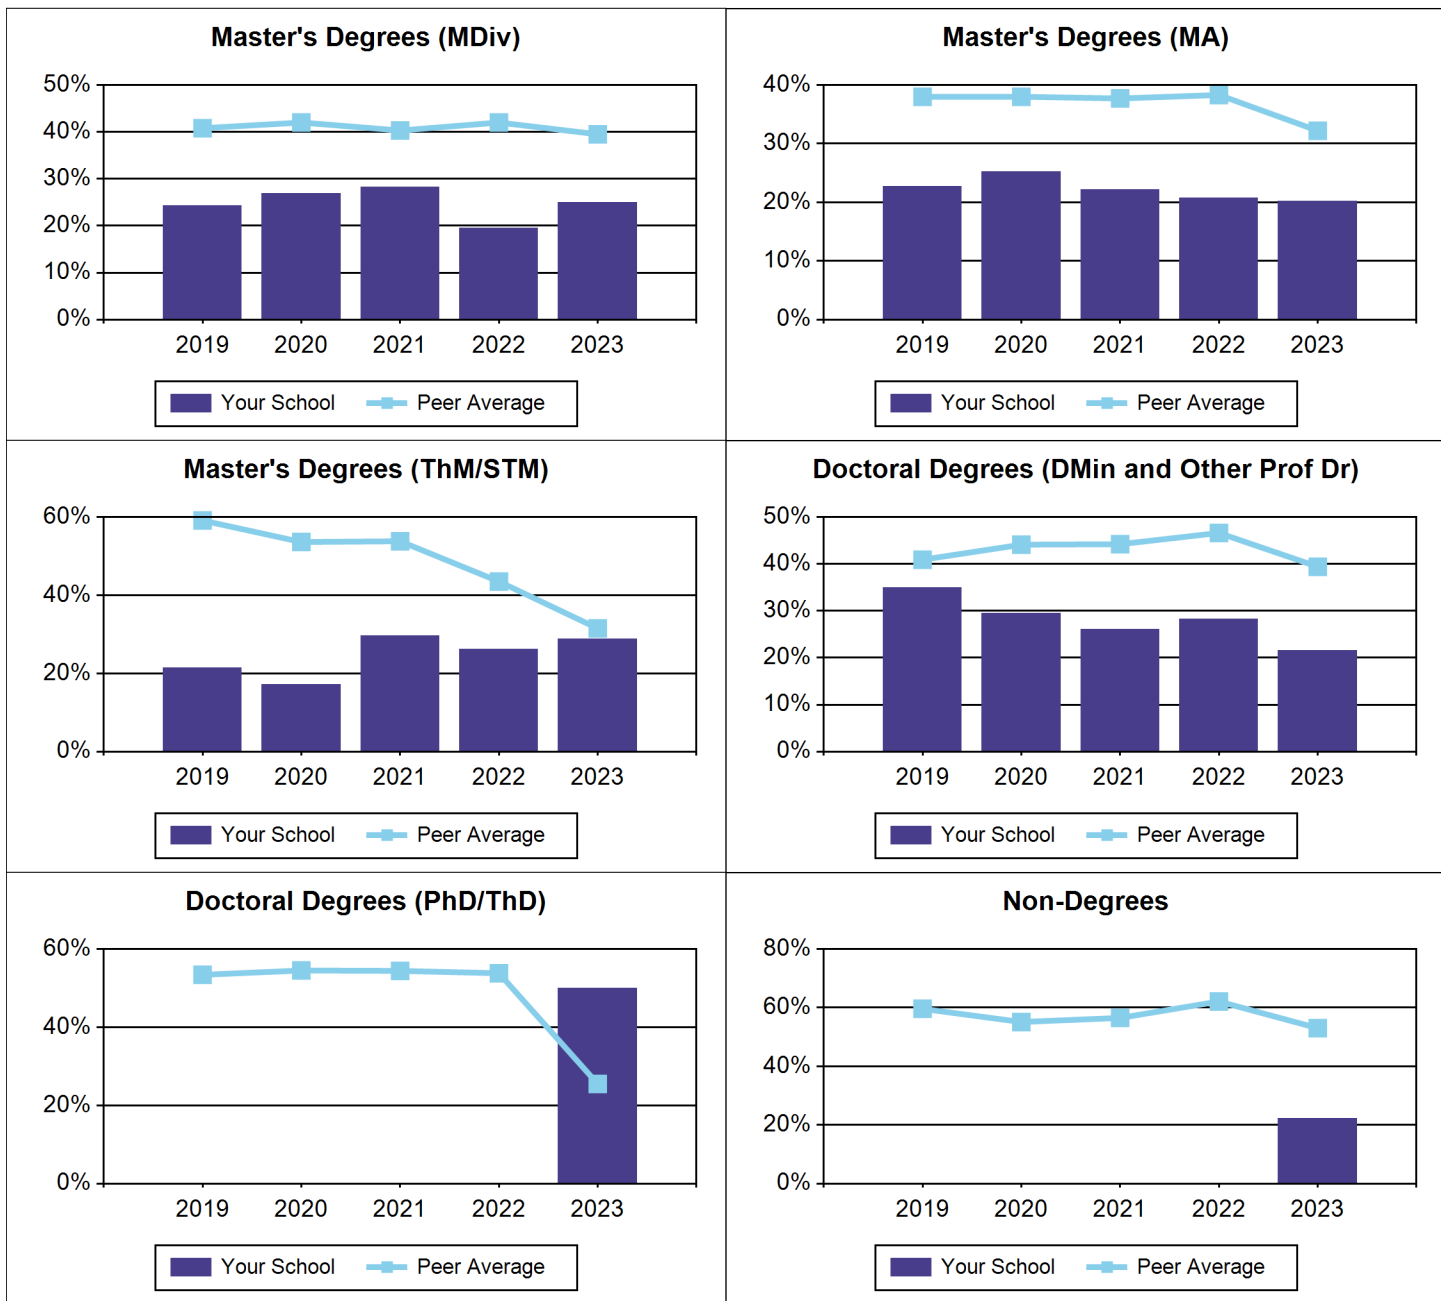 Master's Degrees (MDiv)
50%
40%
30%
20%
10%
0%
2019 2020 2021 2022 2023
Your School Peer Average
Master's Degrees (MA)
40%
30%
20%
10%
0%
2019 2020 2021 2022 2023
Your School Peer Average
Master's Degrees (ThM/STM)
60%
40%
20%
0%
2019 2020 2021 2022 2023
Your School Peer Average
Doctoral Degrees (DMin and Other Prof Dr)
50%
40%
30%
20%
10%
0%
2019 2020 2021 2022 2023
Your School Peer Average
Doctoral Degrees (PhD/ThD)
60%
40%
20%
0%
2019 2020 2021 2022 2023
Your School Peer Average
Non-Degrees
80%
60%
40%
20%
0%
2019 2020 2021 2022 2023
Your School Peer Average